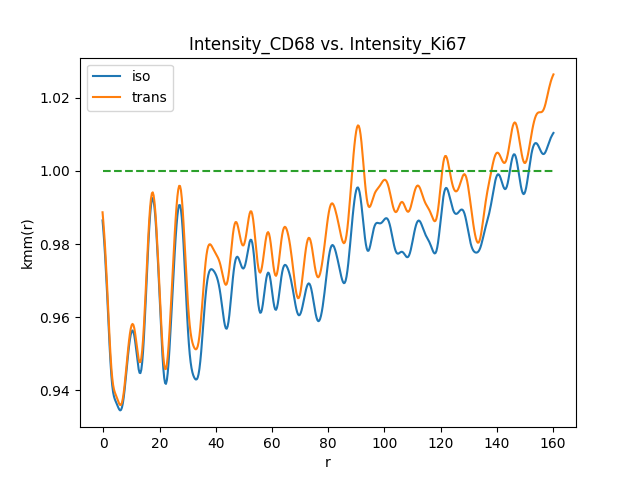 Intensity_CD68 vs. Intensity_Ki67
iso
trans
kmm(r)
1.02
1.00
0.98
0.96
0.94
0 20 40 60 80 100 120 140 160
r